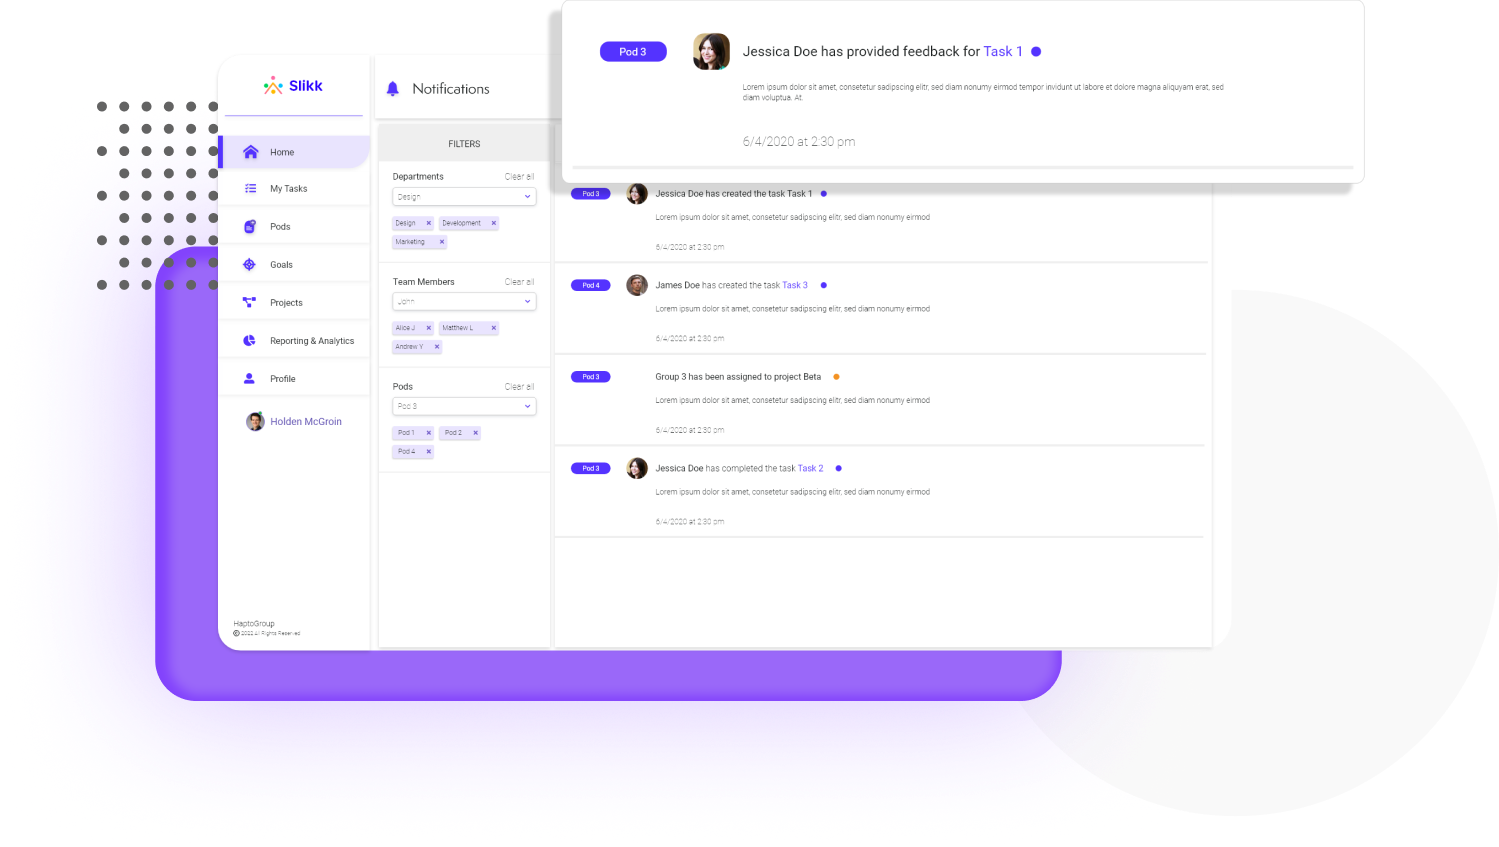 Slikk
Home
My Tasks
Pods
Goals
Projects
Reporting & Analytics
Profile
Holden McGroin
HaptoGroup
© 2022 All Rights Reserved
Notifications
FILTERS
Departments Clear all
Design
Design × Development ×
Marketing ×
Team Members Clear all
John
Alice J × Matthew L ×
Andrew Y ×
Pods Clear all
Pod 3
Pod 1 × Pod 2 ×
Pod 4 ×
Pod 3 Jessica Doe has provided feedback for Task 1
Lorem ipsum dolor sit amet, consetetur sadipscing elitr, sed diam nonumy eirmod tempor invidunt ut labore et dolore magna aliquyam erat, sed
diam voluptua. At
6/4/2020 at 2:30 pm
Pod 3 Jessica Doe has created the task Task 1
Lorem ipsum dolor sit amet, consetetur sadipscing elitr, sed diam nonumy eirmod
6/4/2020 at 2:30 pm
Pod 4 James Doe has created the task Task 3
Lorem ipsum dolor sit amet, consetetur sadipscing elitr, sed diam nonumy eirmod
6/4/2020 at 2:30 pm
Pod 3 Group 3 has been assigned to project Beta
Lorem ipsum dolor sit amet, consetetur sadipscing elitr, sed diam nonumy eirmod
6/4/2020 at 2:30 pm
Pod 3 Jessica Doe has completed the task Task 2
Lorem ipsum dolor sit amet, consetetur sadipscing elitr, sed diam nonumy eirmod
6/4/2020 at 2:30 pm